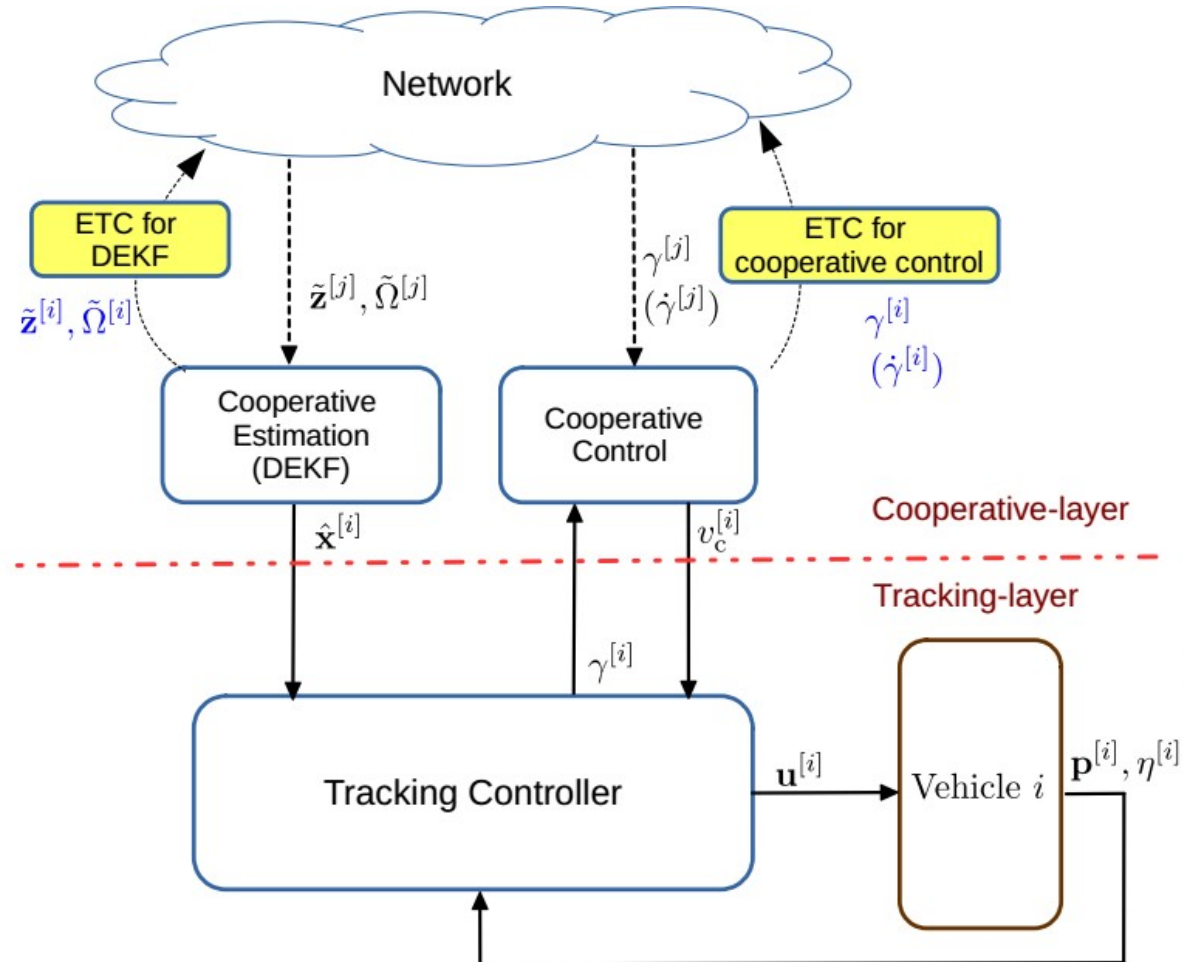 Network
ETC for
DEKF
ETC for
cooperative control
z̃^[i], Ω̃^[i]
z̃^[j], Ω̃^[j]
γ^[j]
(γ̇^[j])
γ^[i]
(γ̇^[i])
Cooperative
Estimation
(DEKF)
Cooperative
Control
x̂^[i]
v_c^[i]
Cooperative-layer
Tracking-layer
γ^[i]
Tracking Controller
u^[i]
Vehicle i
p^[i], η^[i]